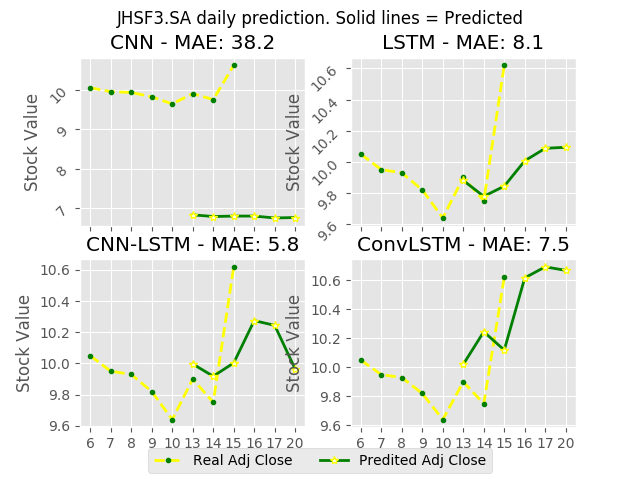 JHSF3.SA daily prediction. Solid lines = Predicted
CNN - MAE: 38.2
Stock Value
10
9
8
7
LSTM - MAE: 8.1
Stock Value
10.6
10.4
10.2
10.0
9.8
9.6
6 7 8 9 10 13 14 15 16 17 20
CNN-LSTM - MAE: 5.8
Stock Value
10.6
10.4
10.2
10.0
9.8
9.6
6 7 8 9 10 13 14 15 16 17 20
ConvLSTM - MAE: 7.5
Stock Value
10.6
10.4
10.2
10.0
9.8
9.6
Real Adj Close
Predited Adj Close